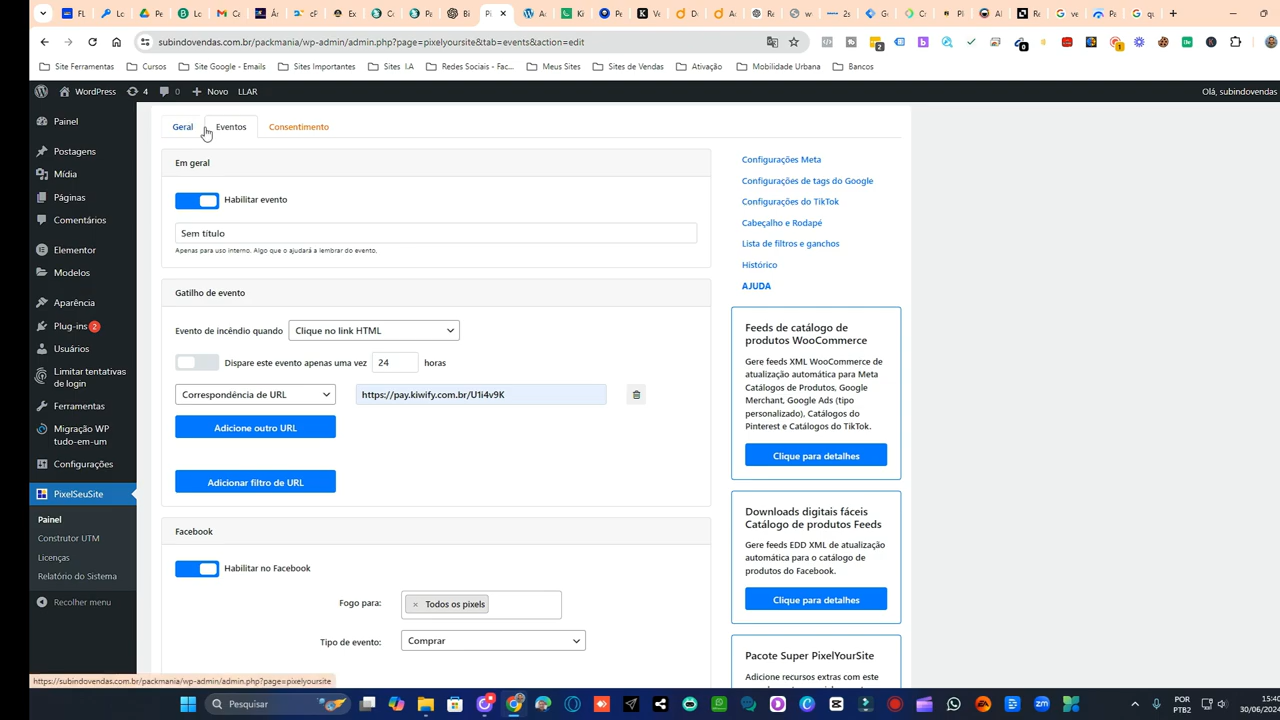 subindovendas.com.br/packmania/wp-admin/admin.php?page=pixelyoursite&tab=events&action=edit
Site Ferramentas
Cursos
Site Google - Emails
Sites Importantes
Sites IA
Redes Sociais - Fac...
Meus Sites
Sites de Vendas
Ativação
Mobilidade Urbana
Bancos
WordPress
4
0
Novo
LLAR
Olá, subindovendas
Painel
Postagens
Mídia
Páginas
Comentários
Elementor
Modelos
Aparência
Plug-ins 2
Usuários
Limitar tentativas
de login
Ferramentas
Migração WP
tudo-em-um
Configurações
PixelSeuSite
Painel
Construtor UTM
Licenças
Relatório do Sistema
Recolher menu
Geral
Eventos
Consentimento
Em geral
Habilitar evento
Sem título
Apenas para uso interno. Algo que o ajudará a lembrar do evento.
Gatilho de evento
Evento de incêndio quando
Clique no link HTML
Dispare este evento apenas uma vez
24
horas
Correspondência de URL
https://pay.kiwify.com.br/U1i4v9K
Adicione outro URL
Adicionar filtro de URL
Facebook
Habilitar no Facebook
Fogo para:
× Todos os pixels
Tipo de evento:
Comprar
Configurações Meta
Configurações de tags do Google
Configurações do TikTok
Cabeçalho e Rodapé
Lista de filtros e ganchos
Histórico
AJUDA
Feeds de catálogo de
produtos WooCommerce
Gere feeds XML WooCommerce de
atualização automática para Meta
Catálogos de Produtos, Google
Merchant, Google Ads (tipo
personalizado), Catálogos do
Pinterest e Catálogos do TikTok.
Clique para detalhes
Downloads digitais fáceis
Catálogo de produtos Feeds
Gere feeds EDD XML de atualização
automática para o catálogo de
produtos do Facebook.
Clique para detalhes
Pacote Super PixelYourSite
Adicione recursos extras com este
https://subindovendas.com.br/packmania/wp-admin/admin.php?page=pixelyoursite
Pesquisar
POR
PTB2
15:40
30/06/2024